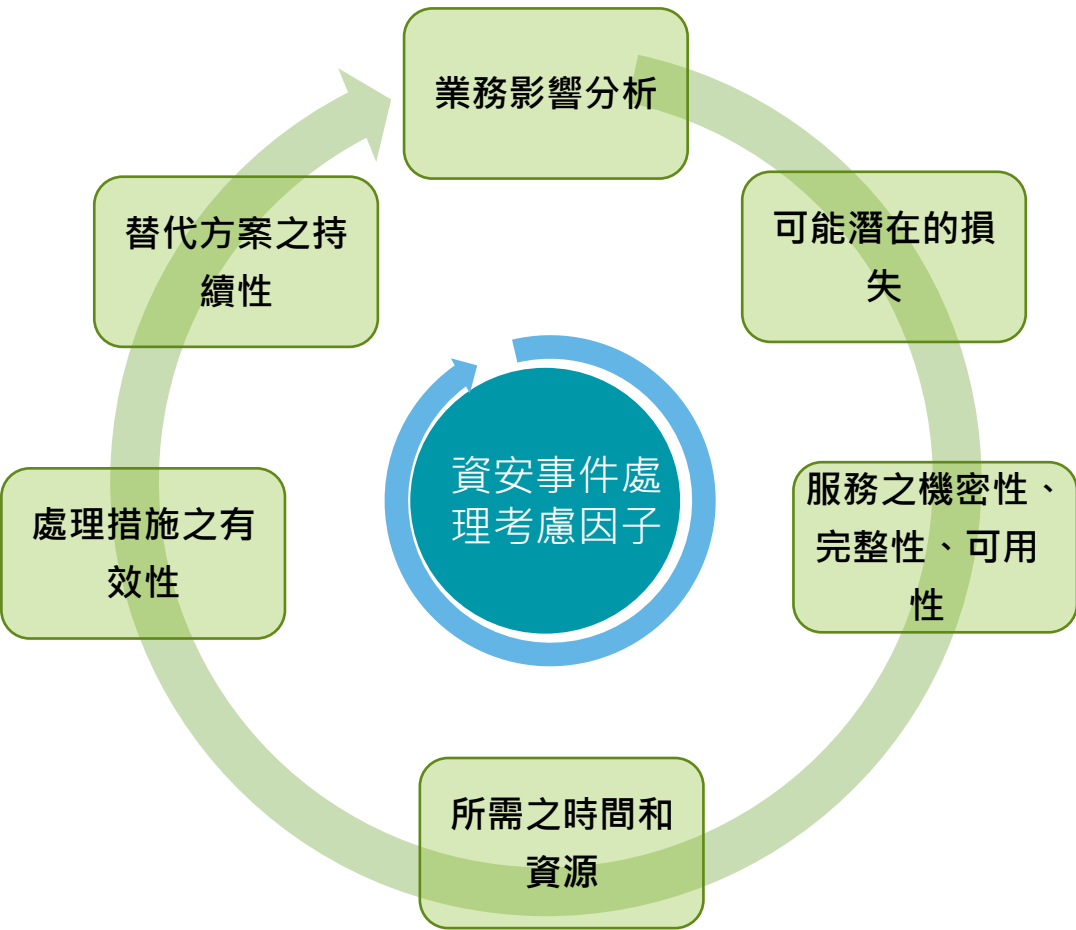 業務影響分析
可能潛在的損
失
服務之機密性、
完整性、可用
性
所需之時間和
資源
處理措施之有
效性
替代方案之持
續性
資安事件處
理考慮因子